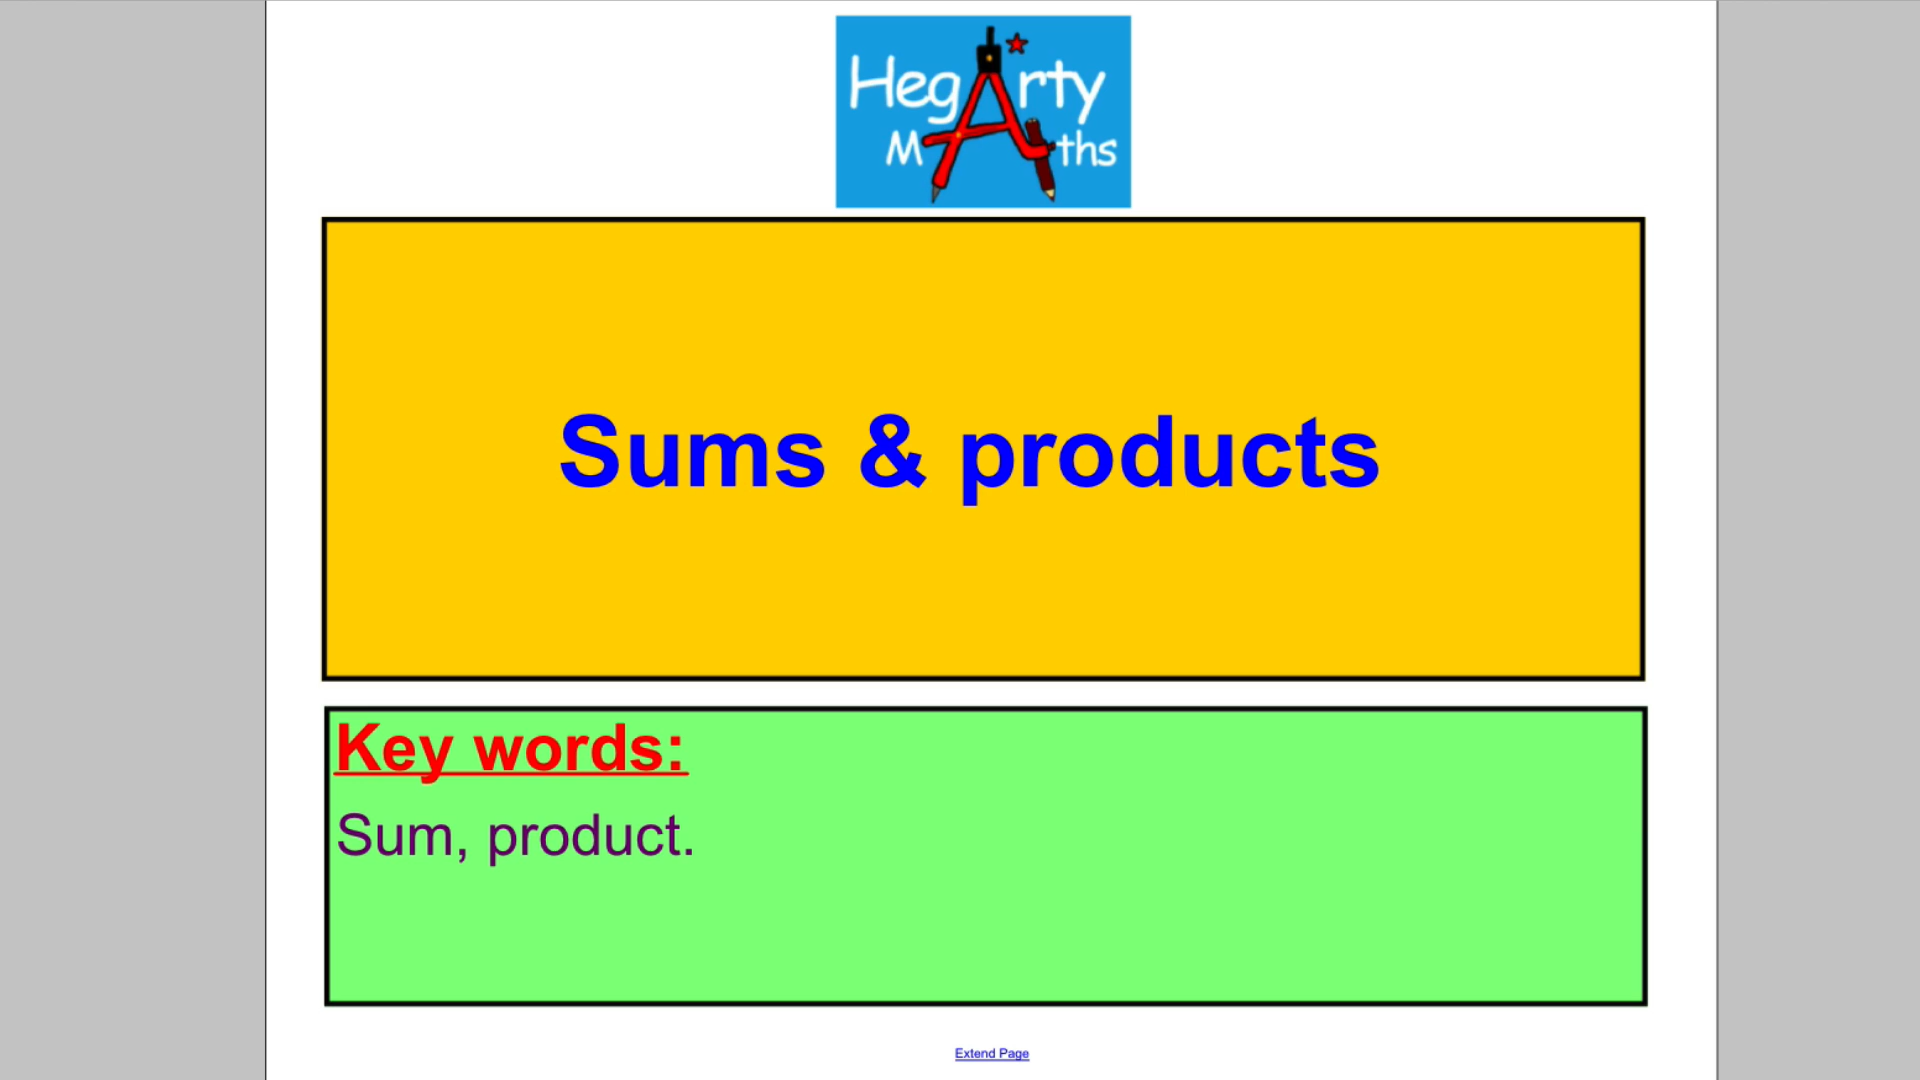 Hegarty
Maths
Sums & products
Key words:
Sum, product.
Extend Page